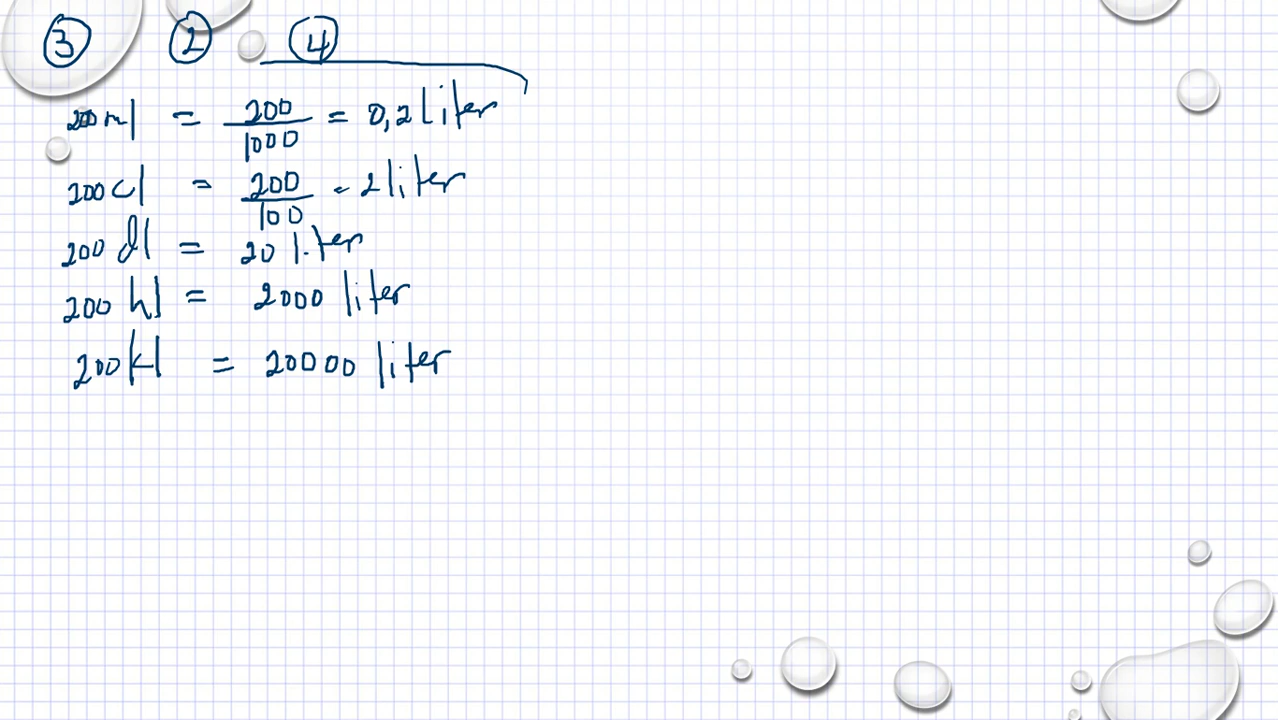 3 2 4
200 ml = 200/1000 = 0,2 liter
200 cl = 200/100 = 2 liter
200 dl = 20 liter
200 hl = 2000 liter
200 kl = 20000 liter